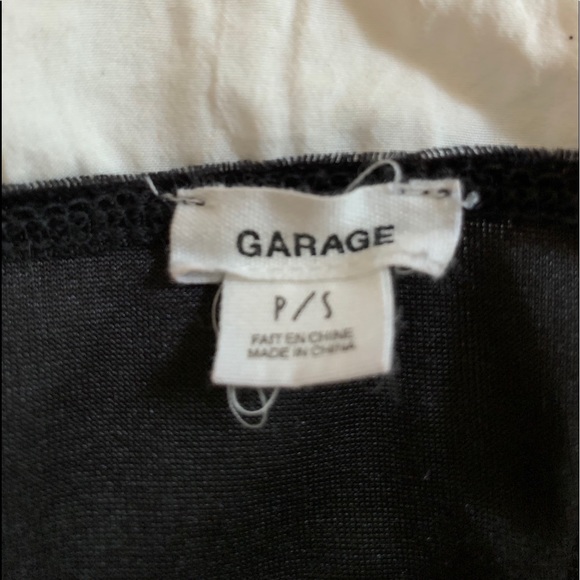 GARAGE
P/S
FAIT EN CHINE
MADE IN CHINA